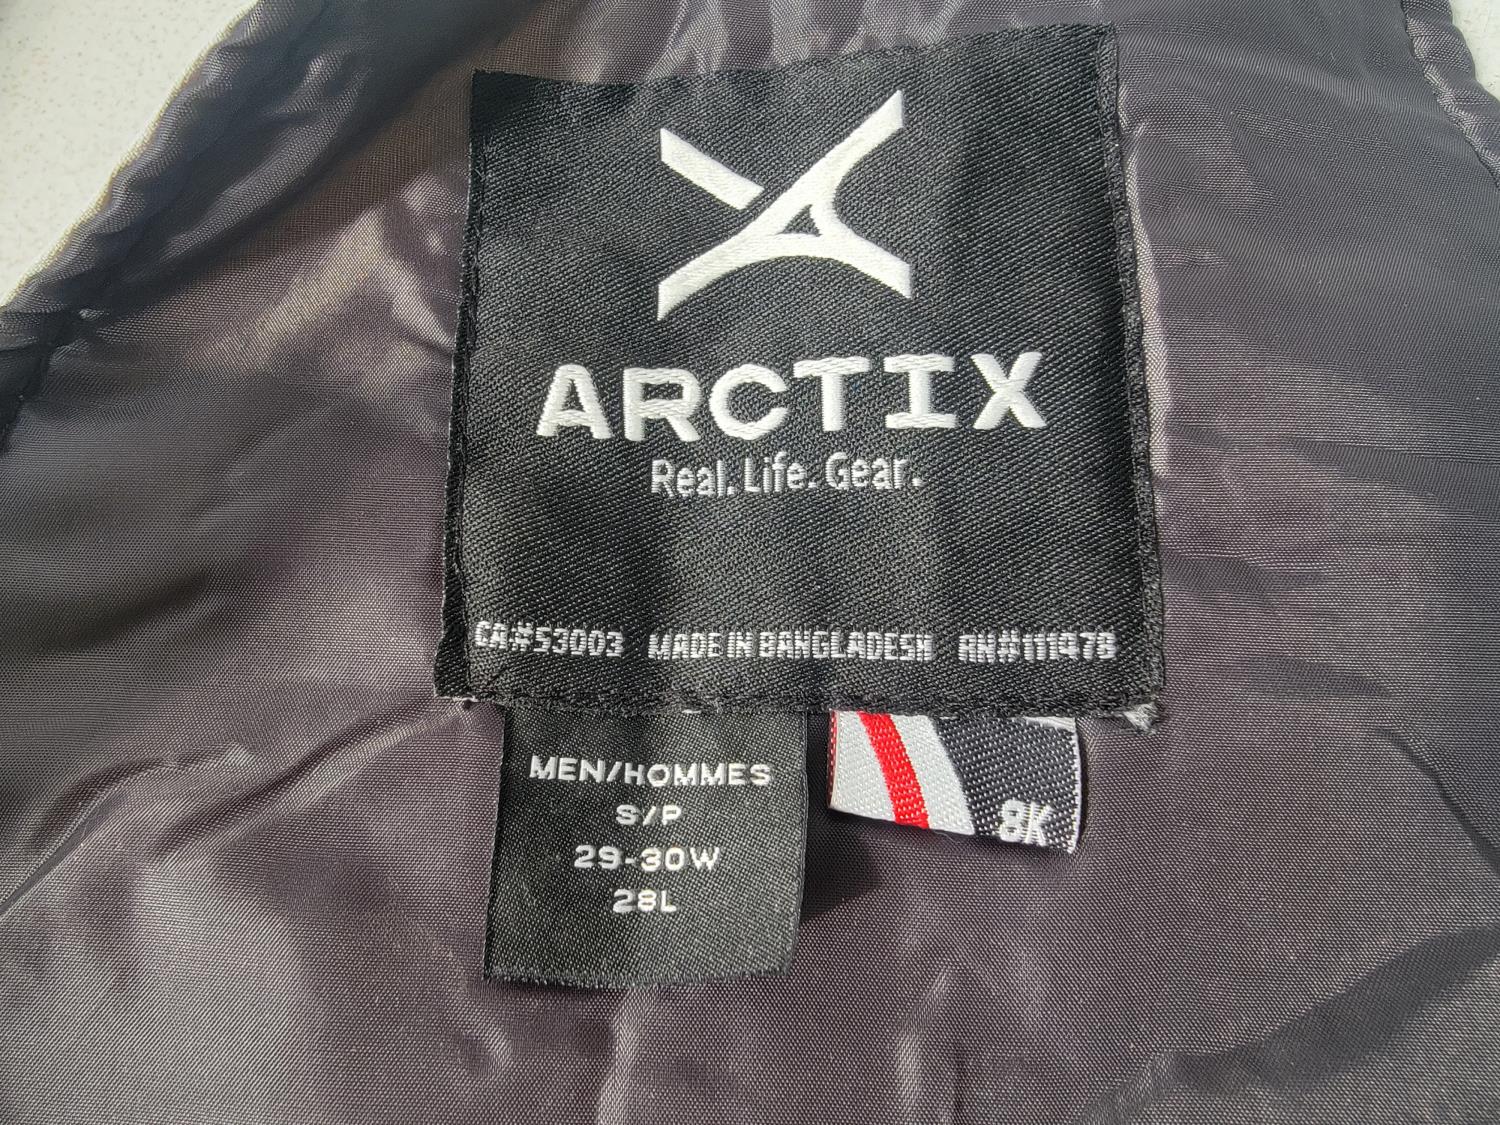 ARCTIX
Real. Life. Gear.
CA#53003 MADE IN BANGLADESH RN#111478
MEN/HOMMES
S/P
29-30W
28L
8K